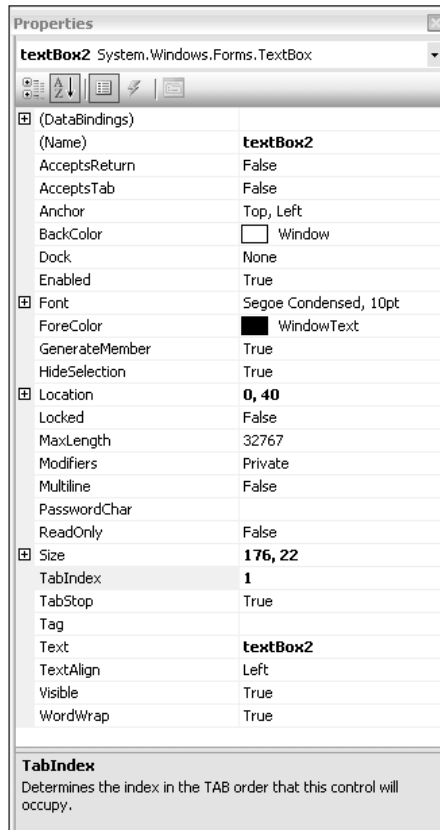 Properties
textBox2 System.Windows.Forms.TextBox
(DataBindings)
(Name) textBox2
AcceptsReturn False
AcceptsTab False
Anchor Top, Left
BackColor Window
Dock None
Enabled True
Font Segoe Condensed, 10pt
ForeColor WindowText
GenerateMember True
HideSelection True
Location 0, 40
Locked False
MaxLength 32767
Modifiers Private
Multiline False
PasswordChar
ReadOnly False
Size 176, 22
TabIndex 1
TabStop True
Tag
Text textBox2
TextAlign Left
Visible True
WordWrap True
TabIndex
Determines the index in the TAB order that this control will
occupy.